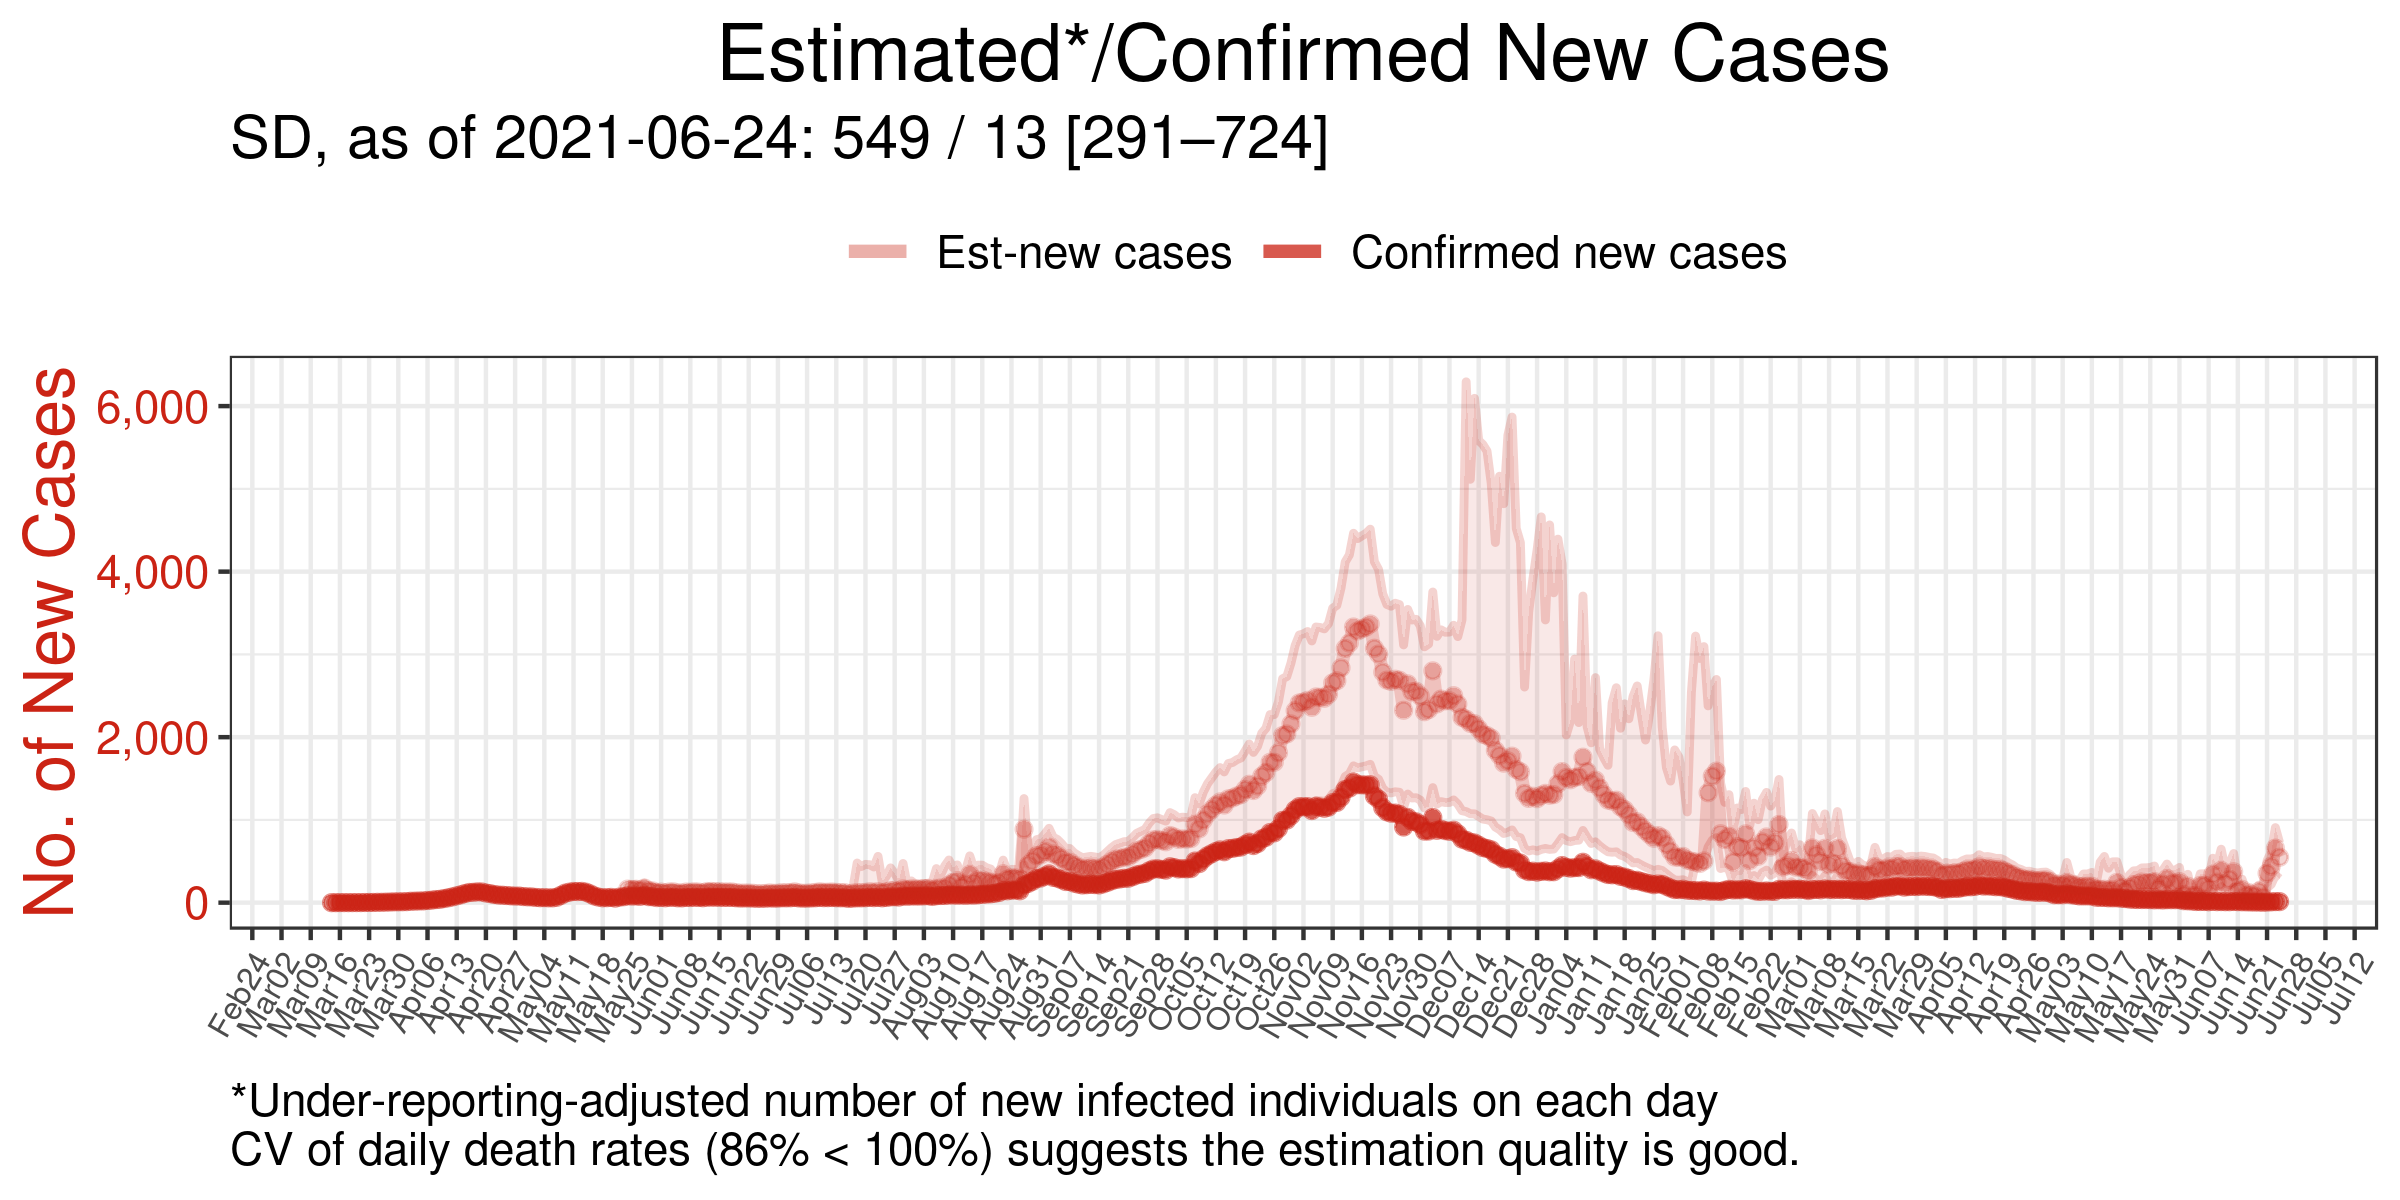 Estimated*/Confirmed New Cases
SD, as of 2021-06-24: 549 / 13 [291–724]
Est-new cases Confirmed new cases
No. of New Cases
6,000
4,000
2,000
0
Feb24 Mar02 Mar09 Mar16 Mar23 Mar30 Apr06 Apr13 Apr20 Apr27 May04 May11 May18 May25 Jun01 Jun08 Jun15 Jun22 Jun29 Jul06 Jul13 Jul20 Jul27 Aug03 Aug10 Aug17 Aug24 Aug31 Sep07 Sep14 Sep21 Sep28 Oct05 Oct12 Oct19 Oct26 Nov02 Nov09 Nov16 Nov23 Nov30 Dec07 Dec14 Dec21 Dec28 Jan04 Jan11 Jan18 Jan25 Feb01 Feb08 Feb15 Feb22 Mar01 Mar08 Mar15 Mar22 Mar29 Apr05 Apr12 Apr19 Apr26 May03 May10 May17 May24 May31 Jun07 Jun14 Jun21 Jun28 Jul05 Jul12
*Under-reporting-adjusted number of new infected individuals on each day
CV of daily death rates (86% < 100%) suggests the estimation quality is good.